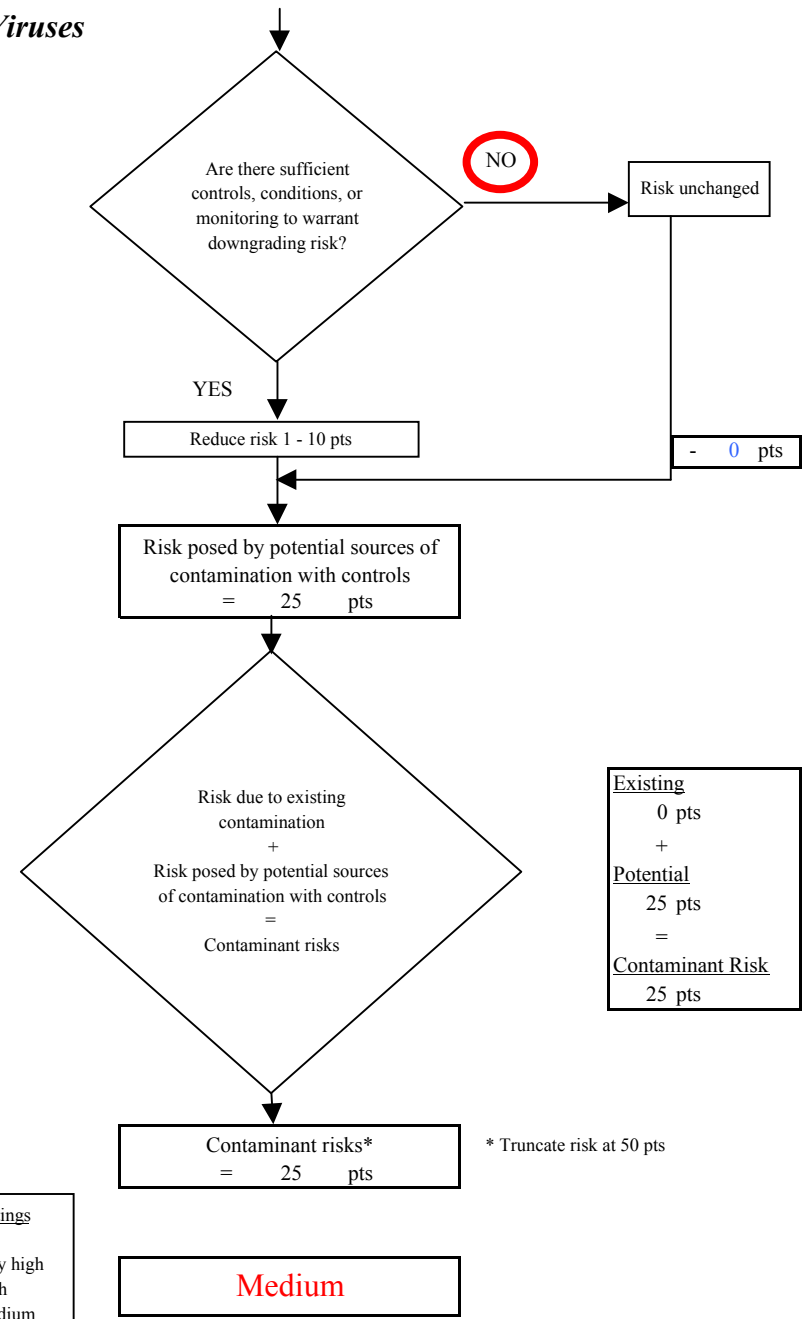 Viruses
Are there sufficient
controls, conditions, or
monitoring to warrant
downgrading risk?
NO
Risk unchanged
YES
Reduce risk 1 - 10 pts
- 0 pts
Risk posed by potential sources of
contamination with controls
= 25 pts
Risk due to existing
contamination
+
Risk posed by potential sources
of contamination with controls
=
Contaminant risks
Existing
0 pts
+
Potential
25 pts
=
Contaminant Risk
25 pts
Contaminant risks*
= 25 pts
* Truncate risk at 50 pts
high
Medium